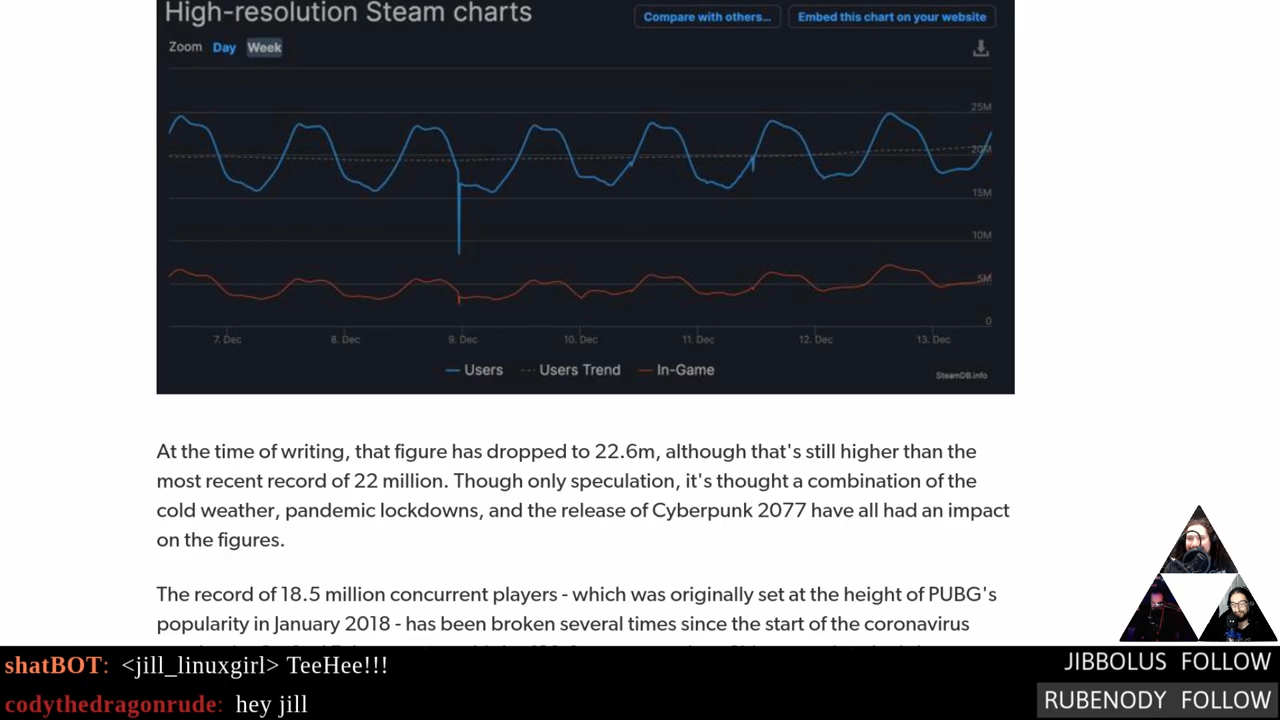 High-resolution Steam charts
Compare with others...
Embed this chart on your website
Zoom Day Week
25M
20M
15M
10M
5M
0
7. Dec 8. Dec 9. Dec 10. Dec 11. Dec 12. Dec 13. Dec
Users Users Trend In-Game
SteamDB.info
At the time of writing, that figure has dropped to 22.6m, although that's still higher than the
most recent record of 22 million. Though only speculation, it's thought a combination of the
cold weather, pandemic lockdowns, and the release of Cyberpunk 2077 have all had an impact
on the figures.
The record of 18.5 million concurrent players - which was originally set at the height of PUBG's
popularity in January 2018 - has been broken several times since the start of the coronavirus
shatBOT: <jill_linuxgirl> TeeHee!!!
codythedragonrude: hey jill
JIBBOLUS FOLLOW
RUBENODY FOLLOW